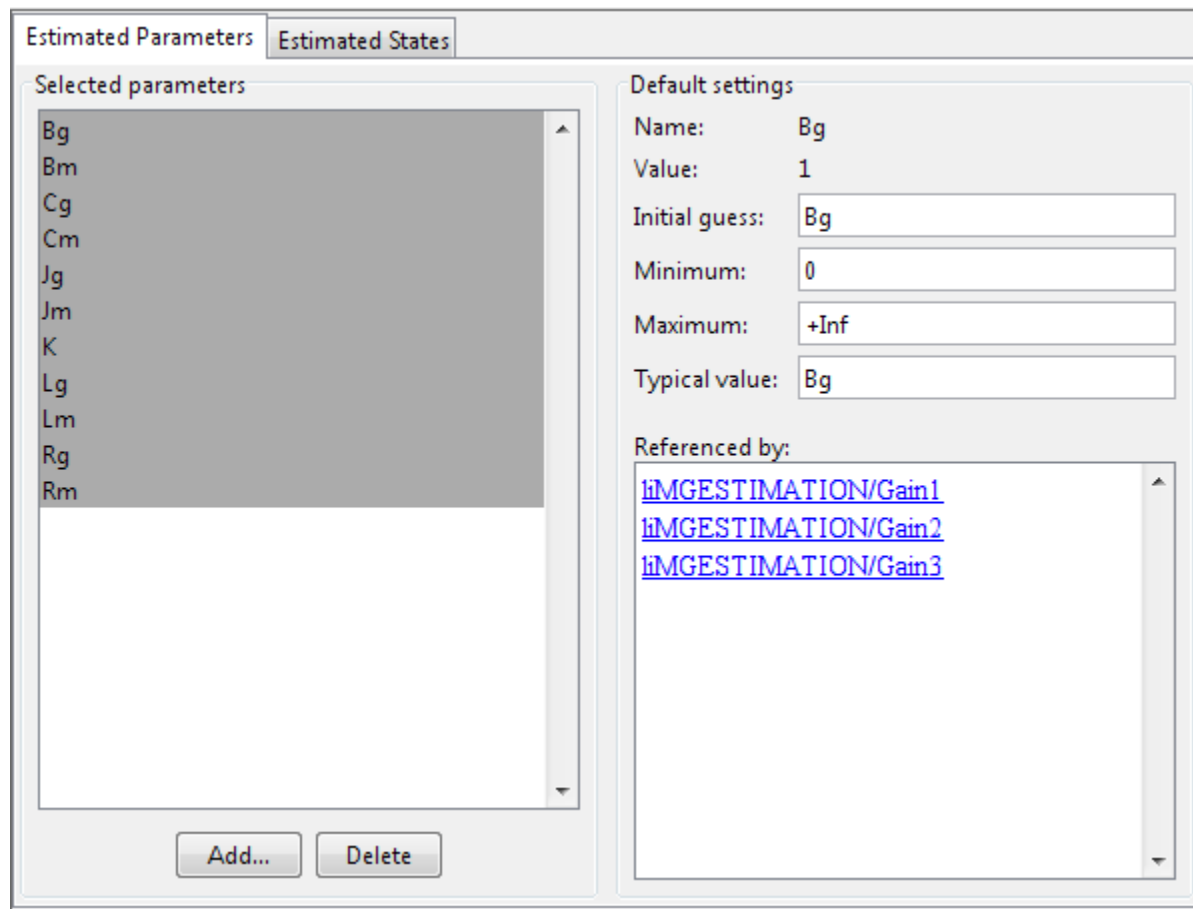 Estimated Parameters
Estimated States
Selected parameters
Bg
Bm
Cg
Cm
Jg
Jm
K
Lg
Lm
Rg
Rm
Add...
Delete
Default settings
Name: Bg
Value: 1
Initial guess: Bg
Minimum: 0
Maximum: +Inf
Typical value: Bg
Referenced by:
liMGESTIMATION/Gain1
liMGESTIMATION/Gain2
liMGESTIMATION/Gain3